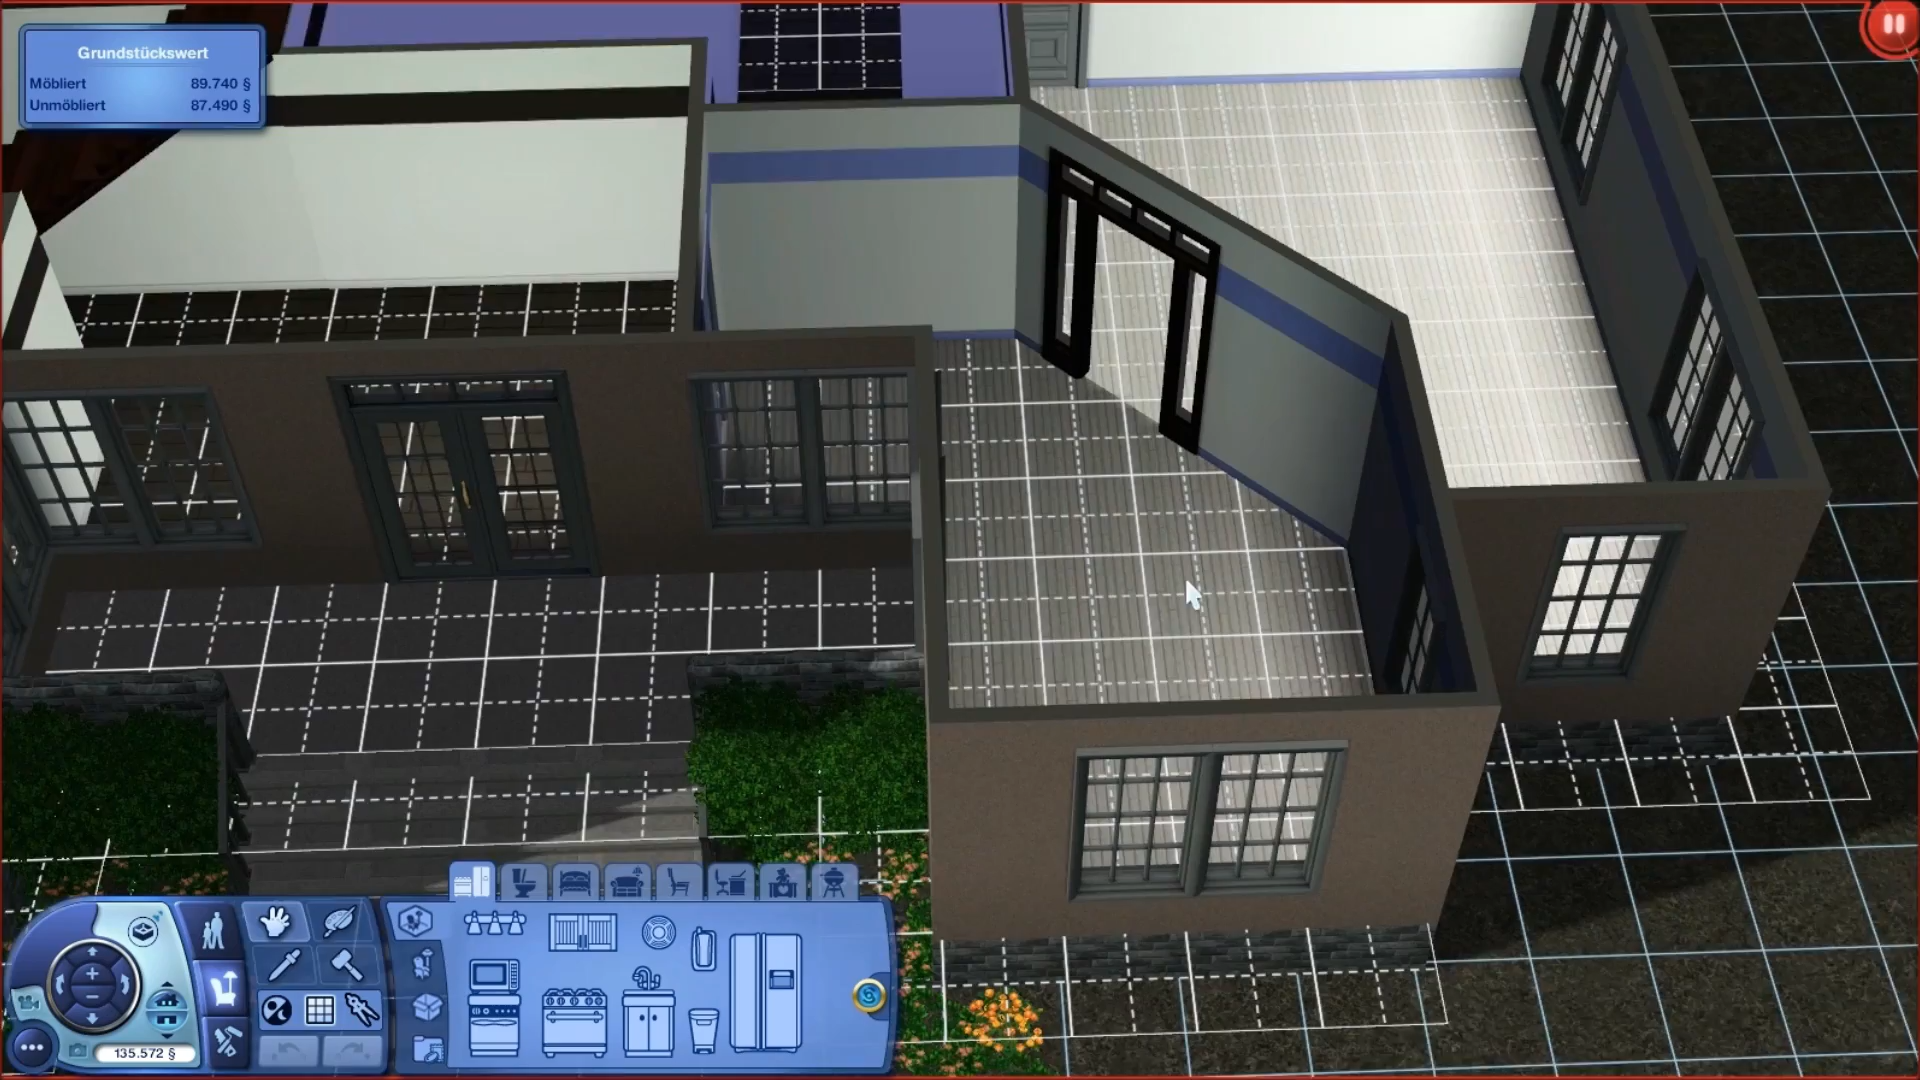 Grundstückswert
Möbliert 89.740 §
Unmöbliert 87.490 §
135.572 §